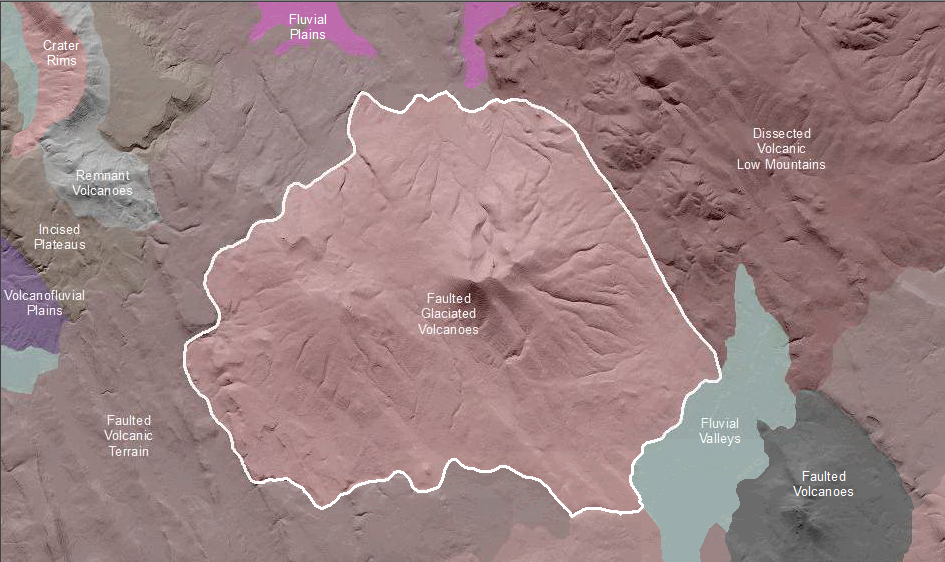 Fluvial
Plains
Crater
Rims
Dissected
Volcanic
Low Mountains
Remnant
Volcanoes
Incised
Plateaus
Volcanofluvial
Plains
Faulted
Glaciated
Volcanoes
Faulted
Volcanic
Terrain
Fluvial
Valleys
Faulted
Volcanoes